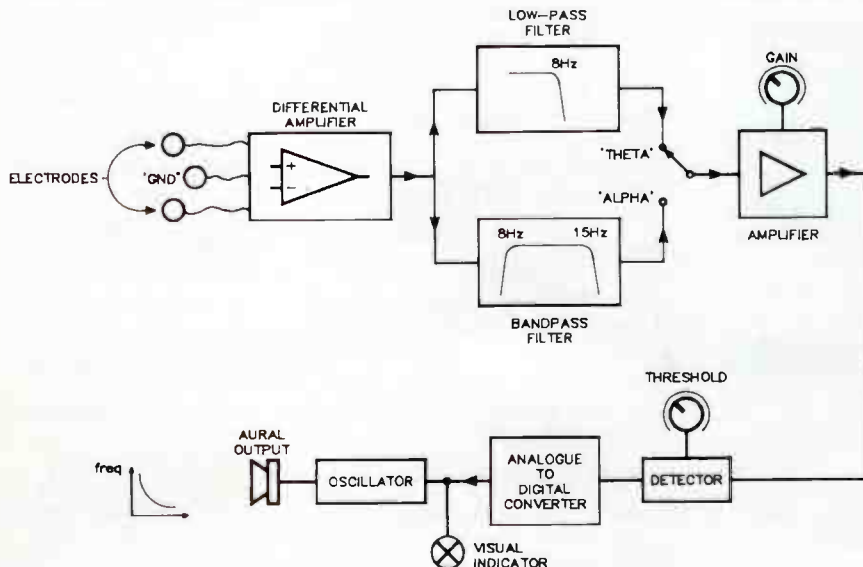 LOW-PASS
FILTER
8Hz
GAIN
DIFFERENTIAL
AMPLIFIER
ELECTRODES
"GND"
"THETA"
"ALPHA"
AMPLIFIER
8Hz 15Hz
BANDPASS
FILTER
THRESHOLD
AURAL
OUTPUT
freq
OSCILLATOR
ANALOGUE
TO
DIGITAL
CONVERTER
DETECTOR
VISUAL
INDICATOR